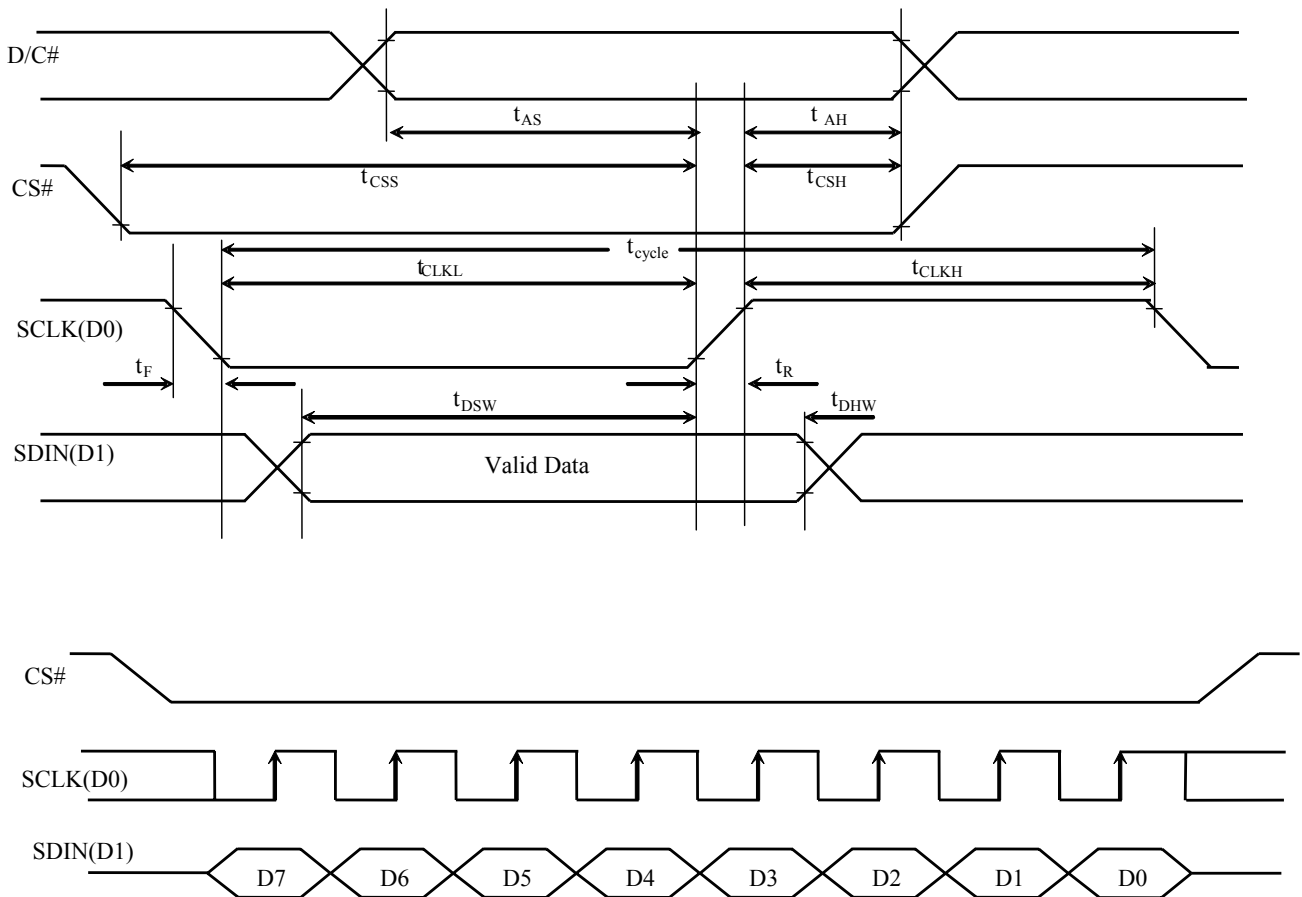 D/C#
tAS
t AH
CS#
tCSS
tCSH
tcycle
tCLKL
tCLKH
SCLK(D0)
tF
tR
tDSW
tDHW
SDIN(D1)
Valid Data
CS#
SCLK(D0)
SDIN(D1)
D7 D6 D5 D4 D3 D2 D1 D0